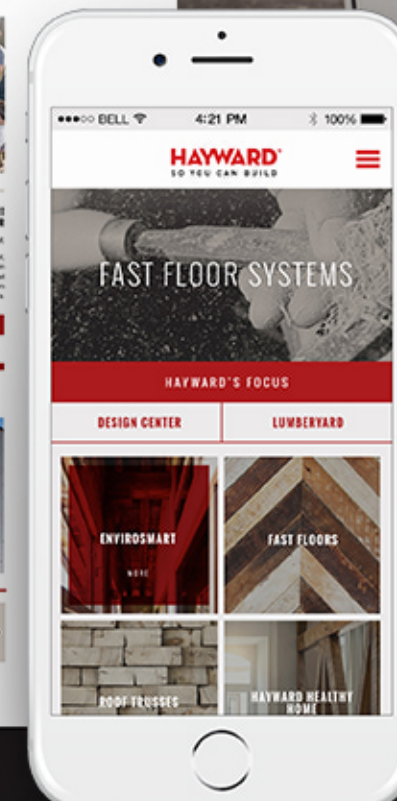 BELL
4:21 PM
100%
HAYWARD
SO YOU CAN BUILD
FAST FLOOR SYSTEMS
HAYWARD'S FOCUS
DESIGN CENTER
LUMBERYARD
ENVIROSMART
MORE
FAST FLOORS
ROOF TRUSSES
HAYWARD HEALTHY
HOME